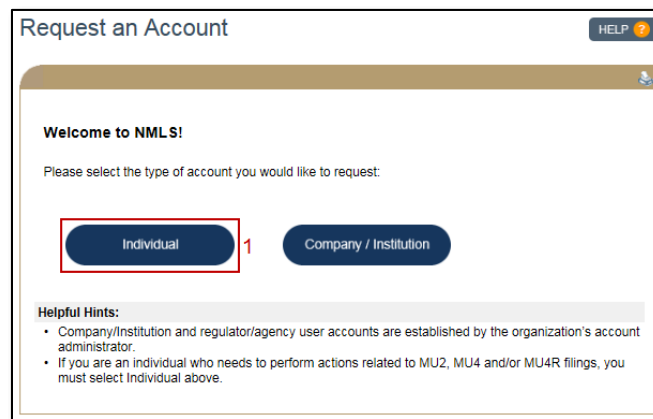 Request an Account
HELP ?
Welcome to NMLS!
Please select the type of account you would like to request:
Individual 1 Company / Institution
Helpful Hints:
• Company/Institution and regulator/agency user accounts are established by the organization's account
administrator.
• If you are an individual who needs to perform actions related to MU2, MU4 and/or MU4R filings, you
must select Individual above.